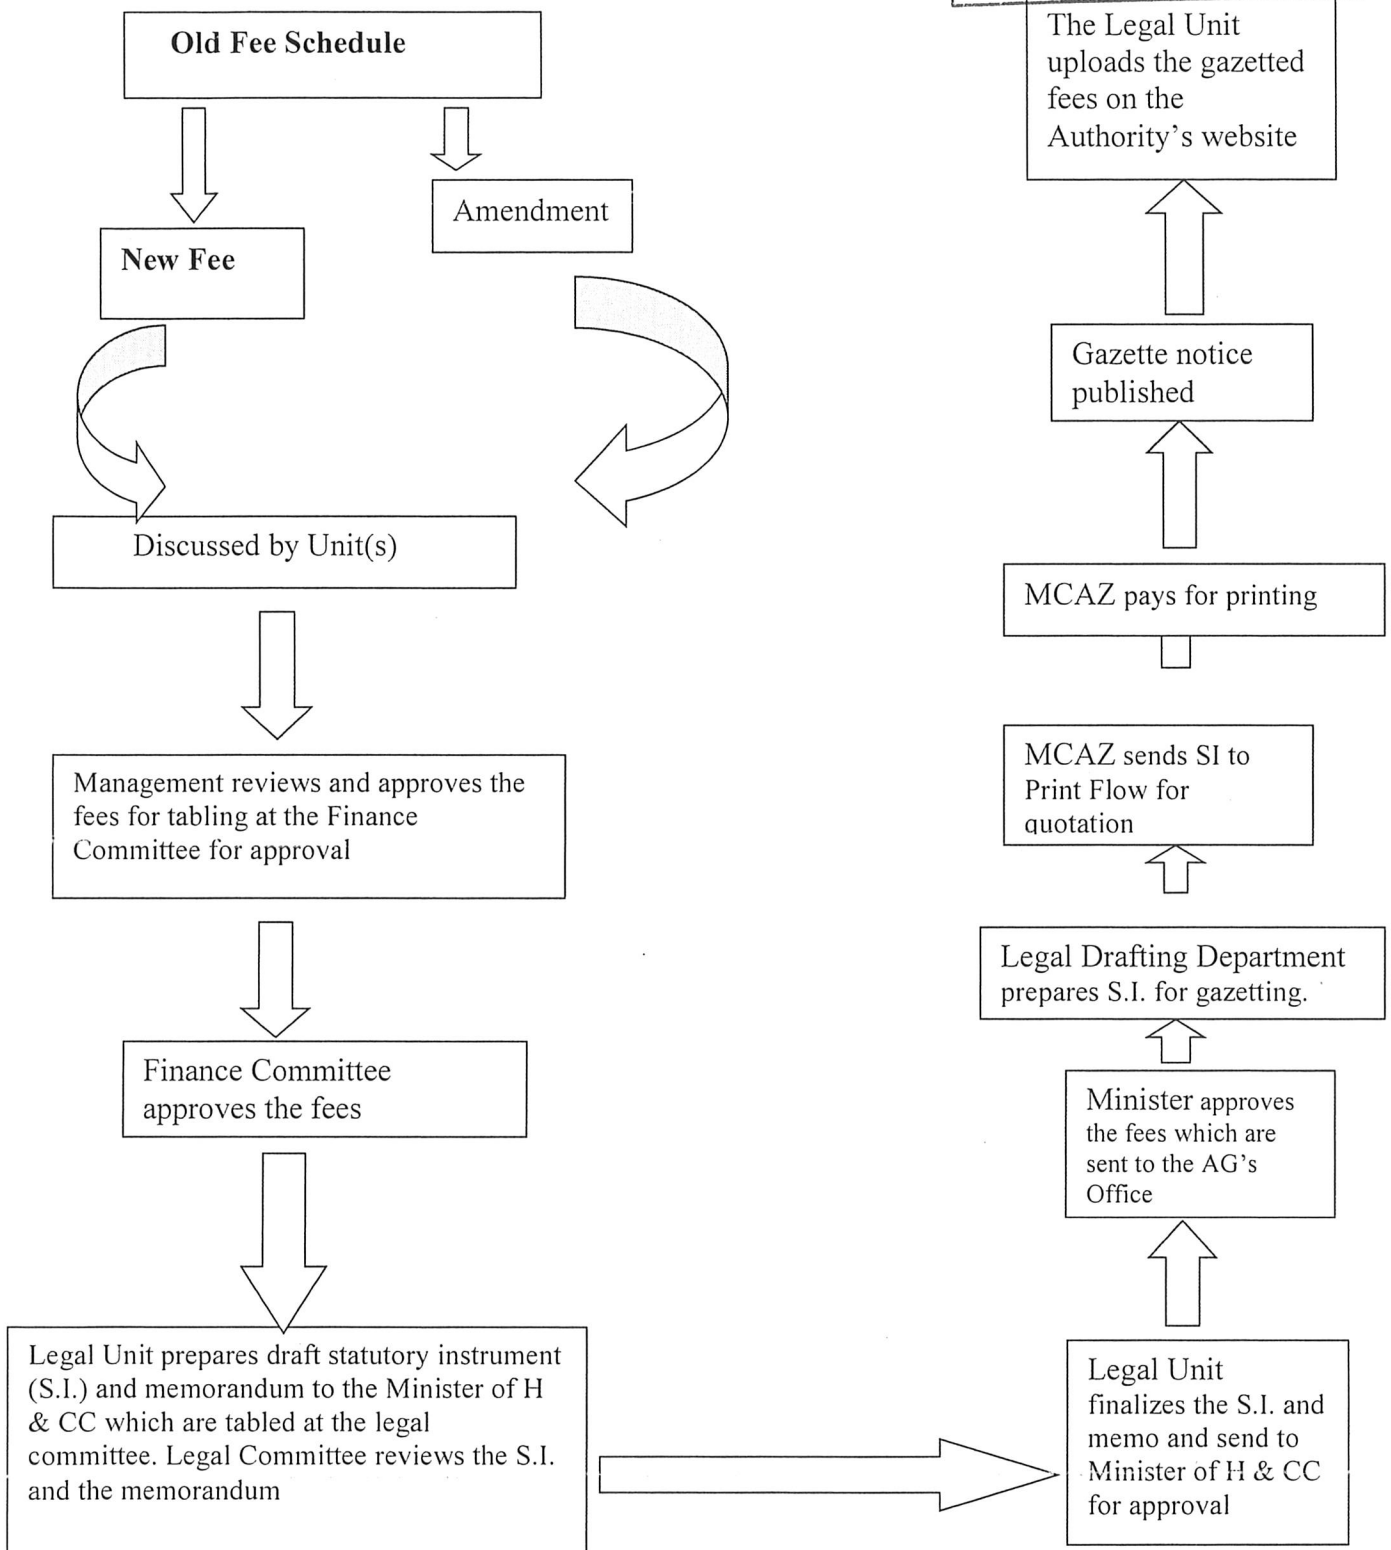 Old Fee Schedule
Amendment
New Fee
Discussed by Unit(s)
Management reviews and approves the
fees for tabling at the Finance
Committee for approval
Finance Committee
approves the fees
Legal Unit prepares draft statutory instrument
(S.I.) and memorandum to the Minister of H
& CC which are tabled at the legal
committee. Legal Committee reviews the S.I.
and the memorandum
Legal Unit
finalizes the S.I. and
memo and send to
Minister of H & CC
for approval
Minister approves
the fees which are
sent to the AG's
Office
Legal Drafting Department
prepares S.I. for gazetting.
MCAZ sends SI to
Print Flow for
quotation
MCAZ pays for printing
Gazette notice
published
The Legal Unit
uploads the gazetted
fees on the
Authority's website